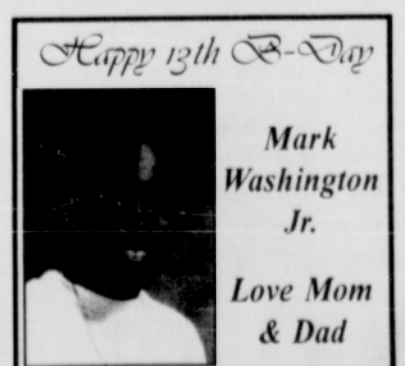 Happy 13th B-Day
Mark
Washington
Jr.
Love Mom
& Dad